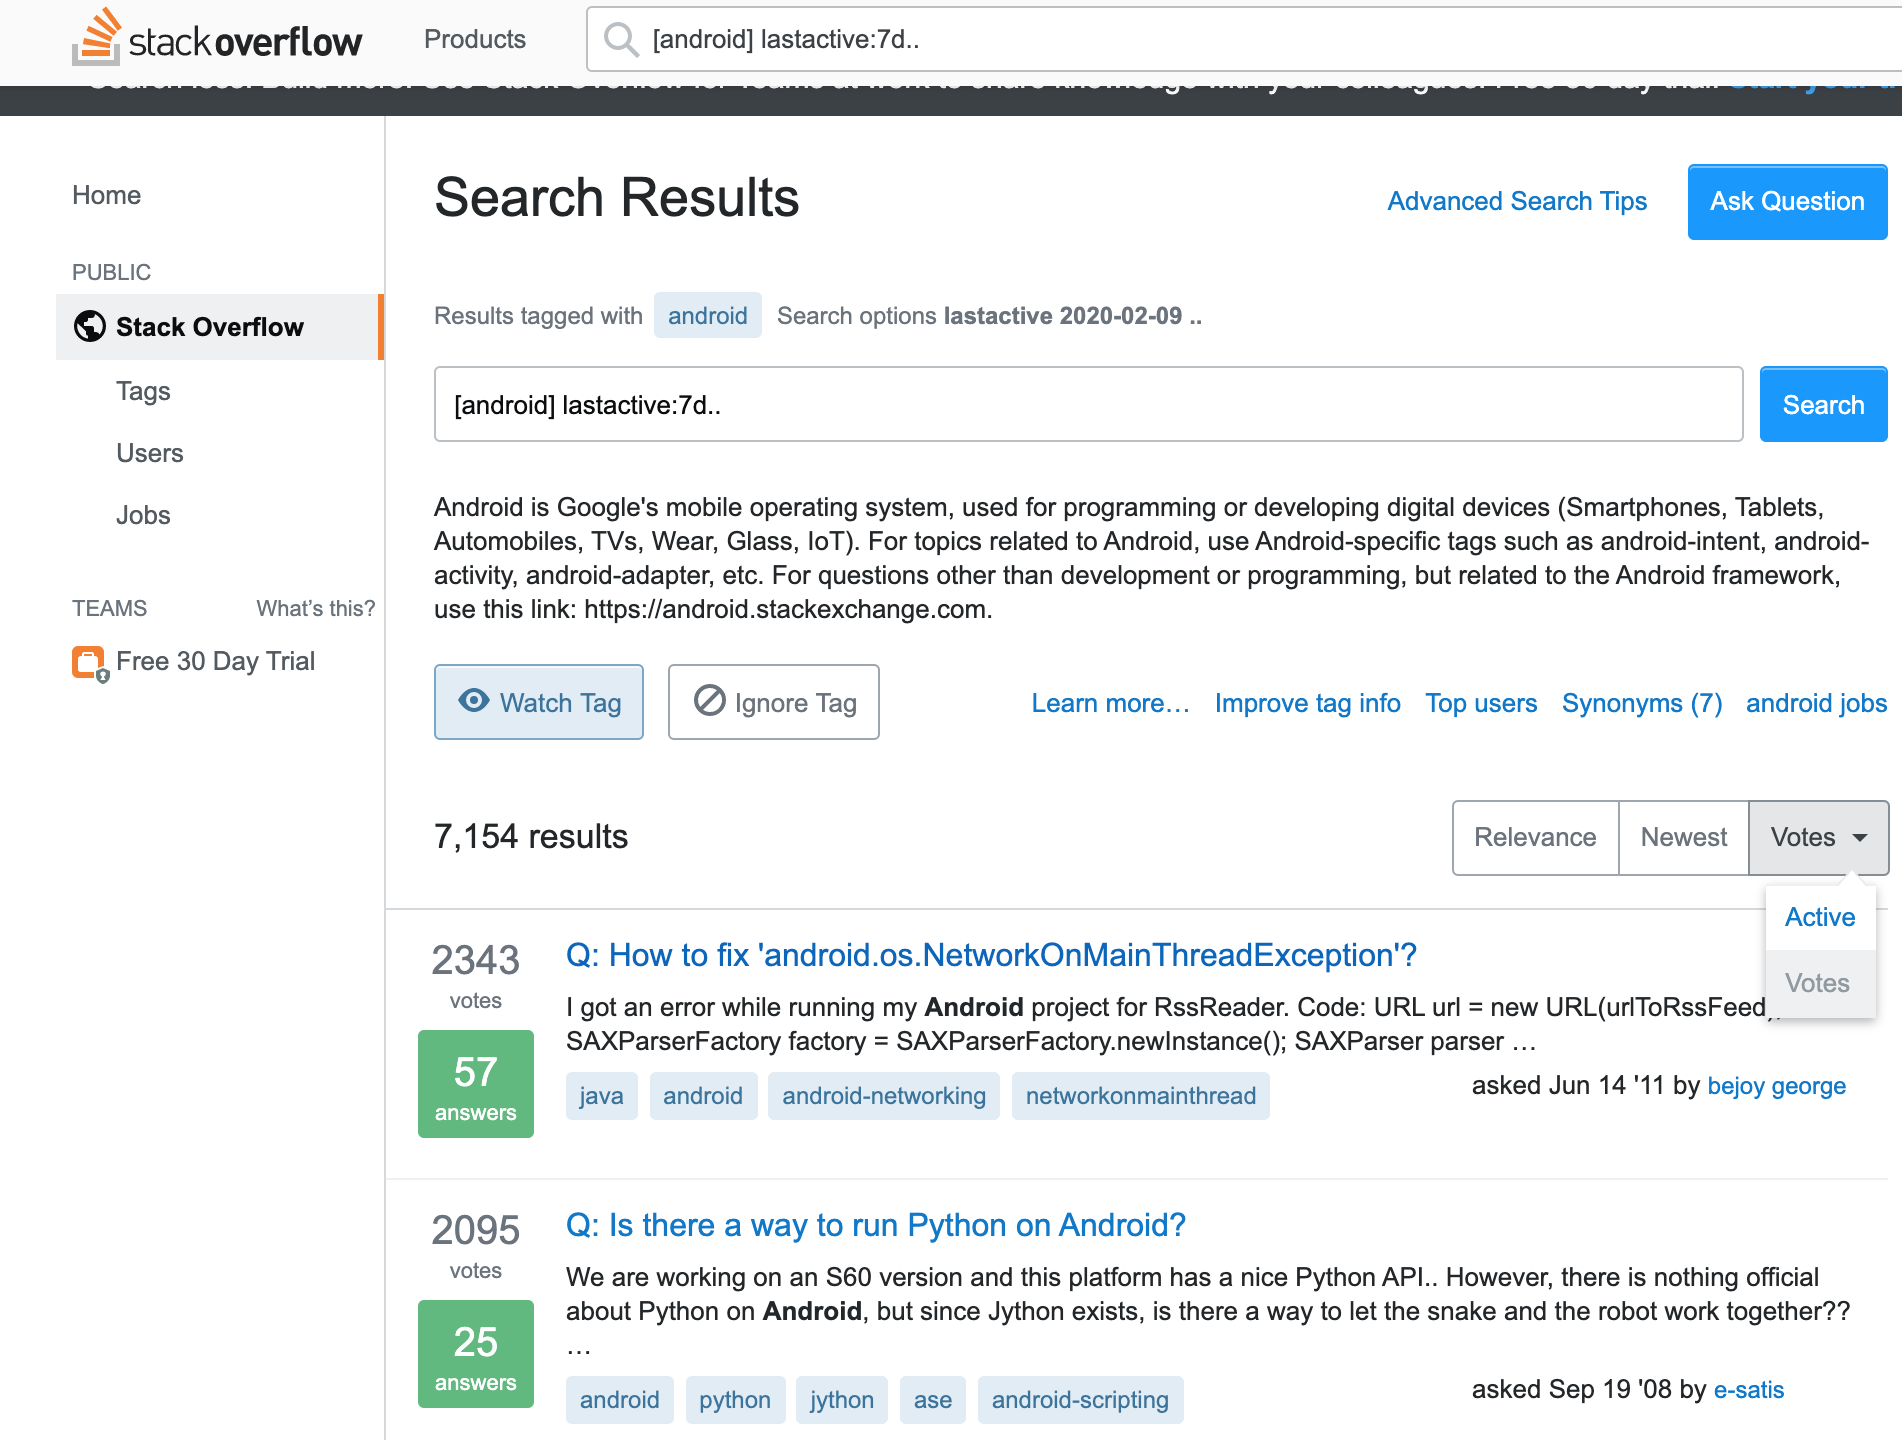 stackoverflow Products [android] lastactive:7d..
Home
PUBLIC
Stack Overflow
Tags
Users
Jobs
TEAMS What's this?
Free 30 Day Trial
Search Results
Advanced Search Tips Ask Question
Results tagged with android Search options lastactive 2020-02-09 ..
[android] lastactive:7d.. Search
Android is Google's mobile operating system, used for programming or developing digital devices (Smartphones, Tablets,
Automobiles, TVs, Wear, Glass, IoT). For topics related to Android, use Android-specific tags such as android-intent, android-
activity, android-adapter, etc. For questions other than development or programming, but related to the Android framework,
use this link: https://android.stackexchange.com.
Watch Tag Ignore Tag Learn more… Improve tag info Top users Synonyms (7) android jobs
7,154 results Relevance Newest Votes
Active
Votes
2343
votes
57
answers
Q: How to fix 'android.os.NetworkOnMainThreadException'?
I got an error while running my Android project for RssReader. Code: URL url = new URL(urlToRssFeed);
SAXParserFactory factory = SAXParserFactory.newInstance(); SAXParser parser …
java android android-networking networkonmainthread
asked Jun 14 '11 by bejoy george
2095
votes
25
answers
Q: Is there a way to run Python on Android?
We are working on an S60 version and this platform has a nice Python API.. However, there is nothing official
about Python on Android, but since Jython exists, is there a way to let the snake and the robot work together??
…
android python jython ase android-scripting
asked Sep 19 '08 by e-satis